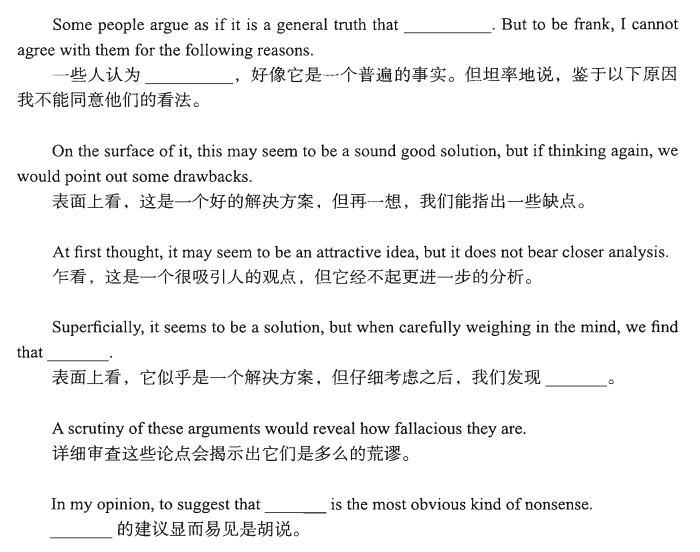 Some people argue as if it is a general truth that __________. But to be frank, I cannot
agree with them for the following reasons.
一些人认为 __________，好像它是一个普遍的事实。但坦率地说，鉴于以下原因
我不能同意他们的看法。
On the surface of it, this may seem to be a sound good solution, but if thinking again, we
would point out some drawbacks.
表面上看，这是一个好的解决方案，但再一想，我们能指出一些缺点。
At first thought, it may seem to be an attractive idea, but it does not bear closer analysis.
乍看，这是一个很吸引人的观点，但它经不起更进一步的分析。
Superficially, it seems to be a solution, but when carefully weighing in the mind, we find
that _______.
表面上看，它似乎是一个解决方案，但仔细考虑之后，我们发现 _______。
A scrutiny of these arguments would reveal how fallacious they are.
详细审查这些论点会揭示出它们是多么的荒谬。
In my opinion, to suggest that _______ is the most obvious kind of nonsense.
_______ 的建议显而易见是胡说。